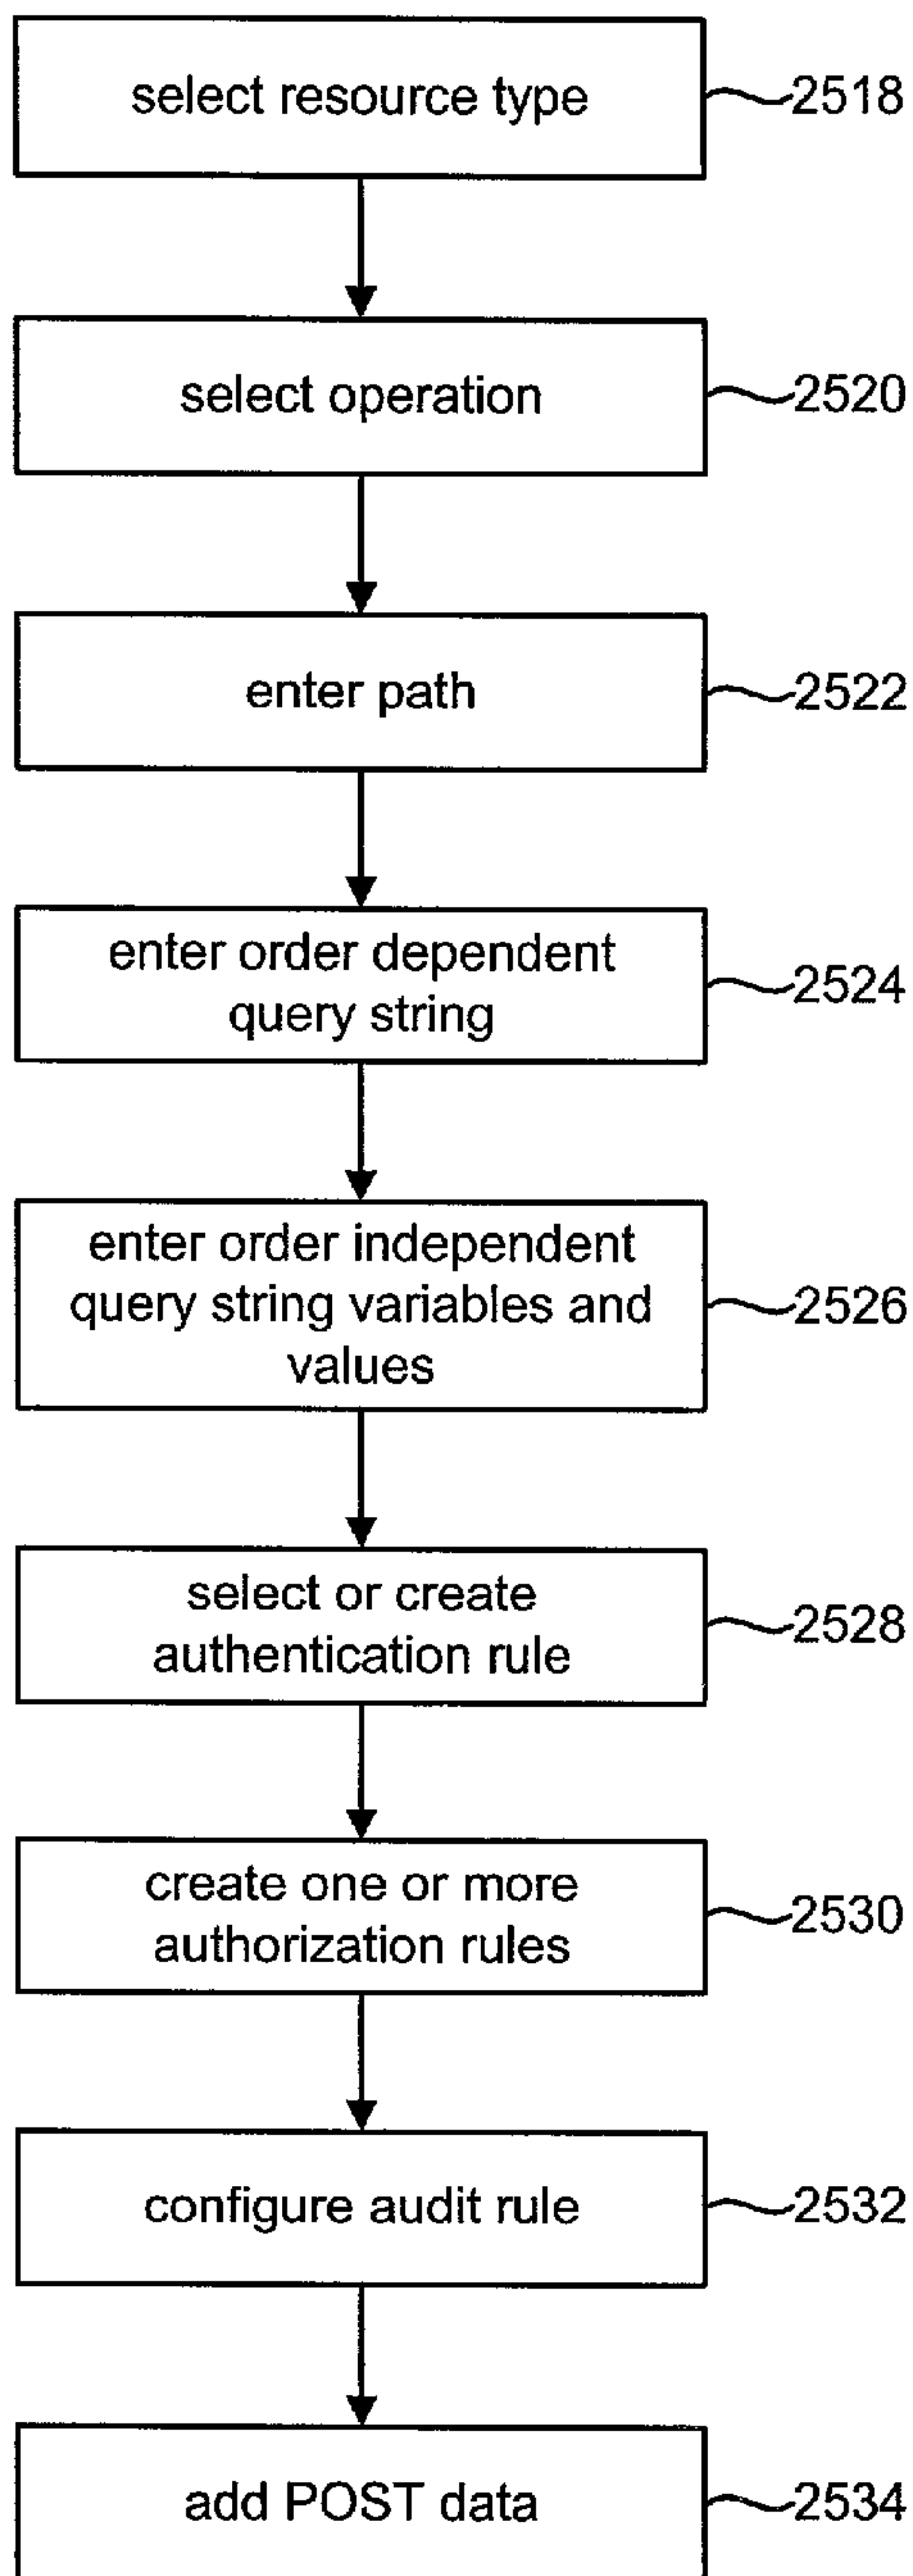 select resource type
2518
select operation
2520
enter path
2522
enter order dependent
query string
2524
enter order independent
query string variables and
values
2526
select or create
authentication rule
2528
create one or more
authorization rules
2530
configure audit rule
2532
add POST data
2534